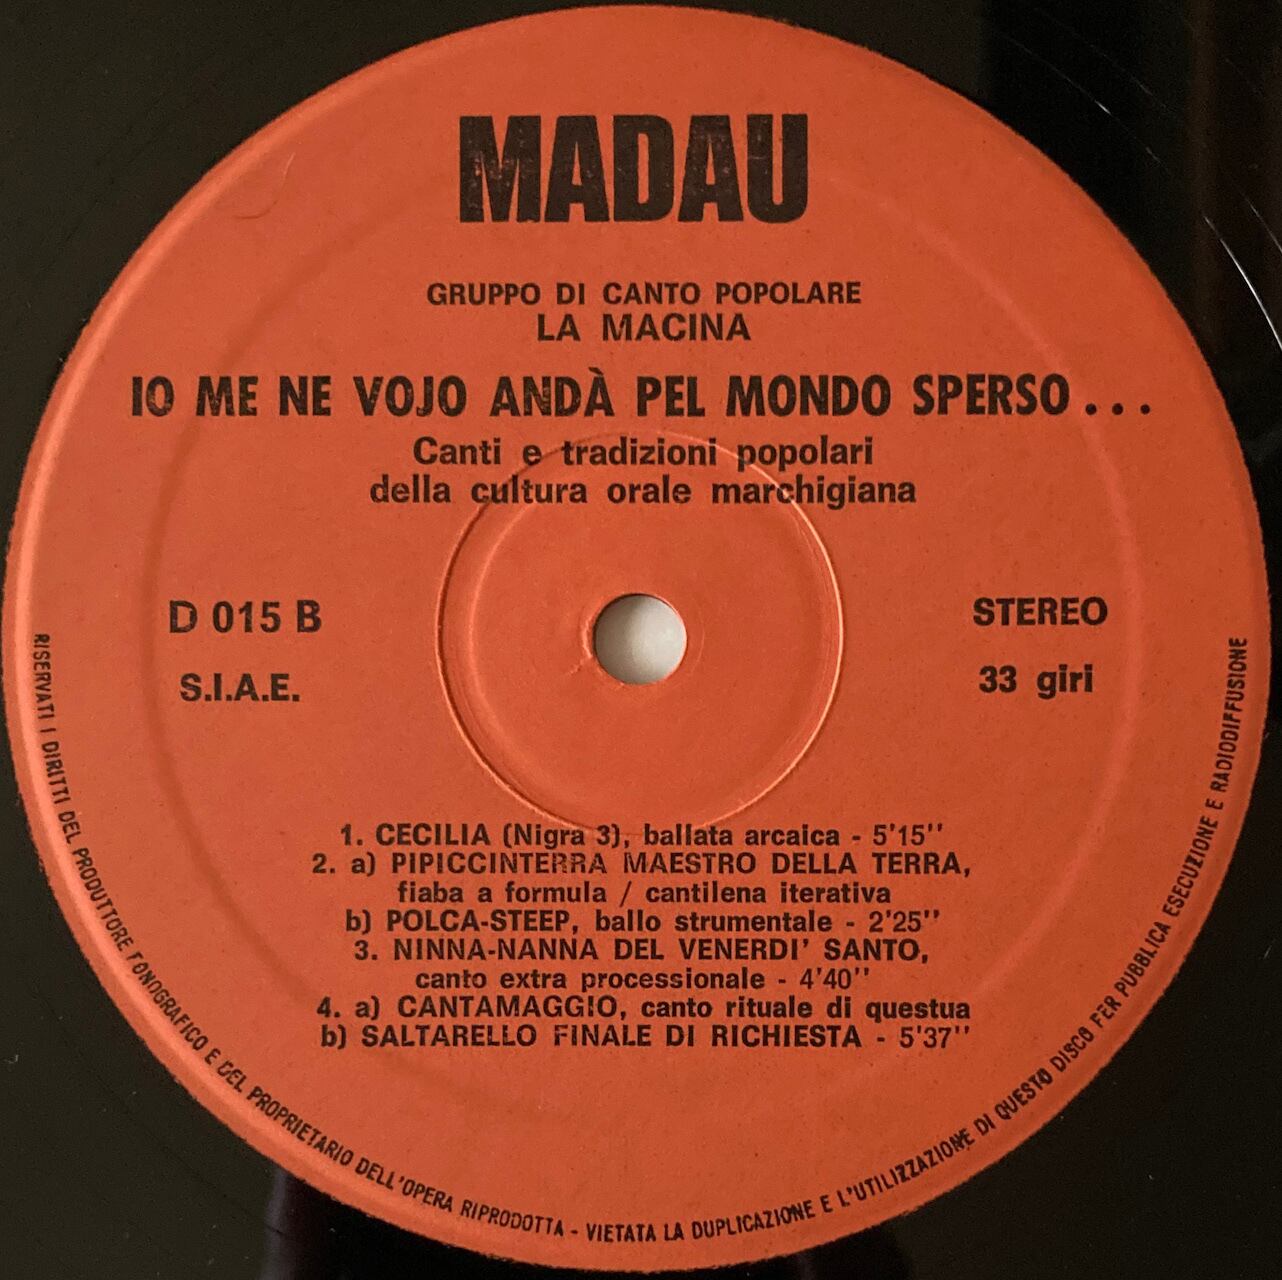 MADAU
GRUPPO DI CANTO POPOLARE
LA MACINA
IO ME NE VOJO ANDÀ PEL MONDO SPERSO...
Canti e tradizioni popolari
della cultura orale marchigiana
D 015 B
STEREO
S.I.A.E.
33 giri
1. CECILIA (Nigra 3), ballata arcaica - 5'15''
2. a) PIPICCINTERRA MAESTRO DELLA TERRA,
fiaba a formula / cantilena iterativa
b) POLCA-STEEP, ballo strumentale - 2'25''
3. NINNA-NANNA DEL VENERDI' SANTO,
canto extra processionale - 4'40''
4. a) CANTAMAGGIO, canto rituale di questua
b) SALTARELLO FINALE DI RICHIESTA - 5'37''
RISERVATI I DIRITTI DEL PRODUTTORE FONOGRAFICO E DEL PROPRIETARIO DELL'OPERA RIPRODOTTA - VIETATA LA DUPLICAZIONE E L'UTILIZZAZIONE DI QUESTO DISCO PER PUBBLICA ESECUZIONE E RADIODIFFUSIONE